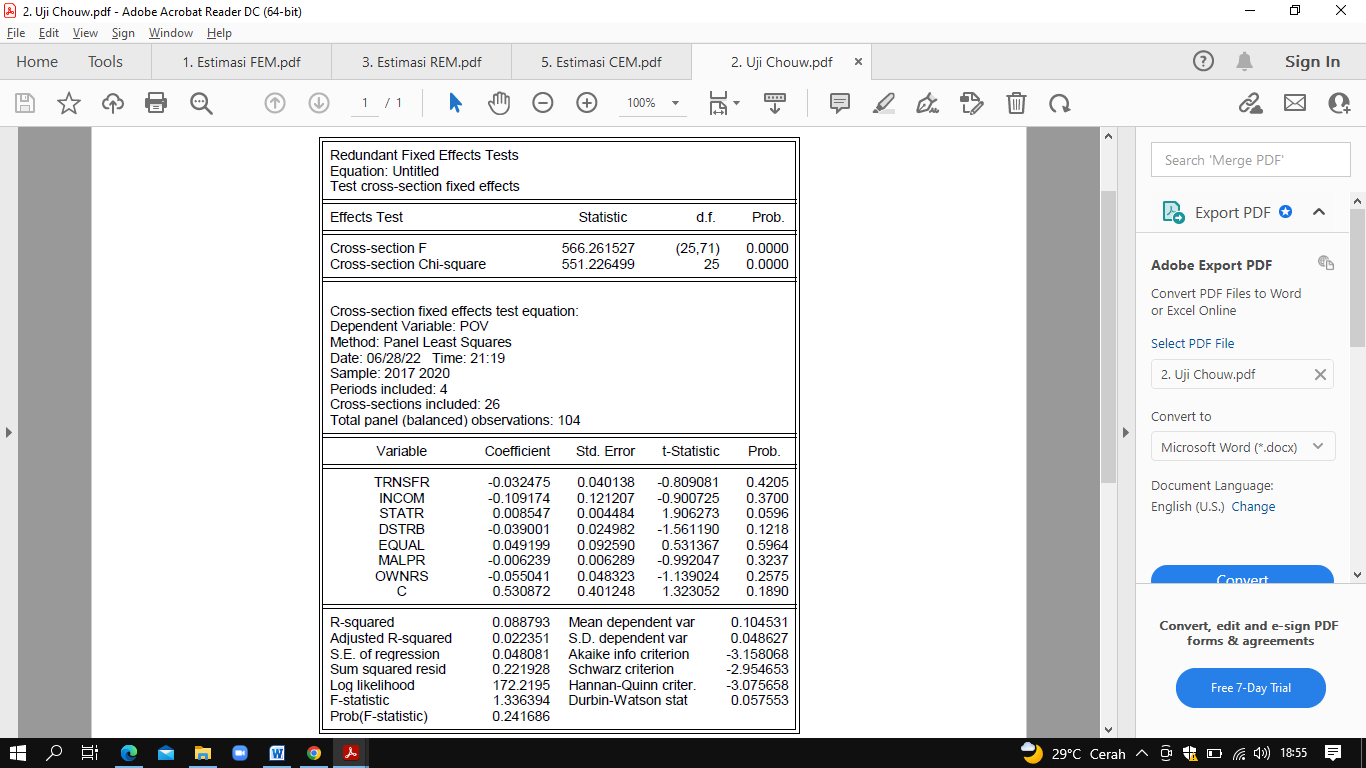 2. Uji Chouw.pdf - Adobe Acrobat Reader DC (64-bit)
File Edit View Sign Window Help
Home Tools 1. Estimasi FEM.pdf 3. Estimasi REM.pdf 5. Estimasi CEM.pdf 2. Uji Chouw.pdf × Sign In
1 / 1 100%
Redundant Fixed Effects Tests
Equation: Untitled
Test cross-section fixed effects
Effects Test Statistic d.f. Prob.
Cross-section F 566.261527 (25,71) 0.0000
Cross-section Chi-square 551.226499 25 0.0000
Cross-section fixed effects test equation:
Dependent Variable: POV
Method: Panel Least Squares
Date: 06/28/22 Time: 21:19
Sample: 2017 2020
Periods included: 4
Cross-sections included: 26
Total panel (balanced) observations: 104
Variable Coefficient Std. Error t-Statistic Prob.
TRNSFR -0.032475 0.040138 -0.809081 0.4205
INCOM -0.109174 0.121207 -0.900725 0.3700
STATR 0.008547 0.004484 1.906273 0.0596
DSTRB -0.039001 0.024982 -1.561190 0.1218
EQUAL 0.049199 0.092590 0.531367 0.5964
MALPR -0.006239 0.006289 -0.992047 0.3237
OWNRS -0.055041 0.048323 -1.139024 0.2575
C 0.530872 0.401248 1.323052 0.1890
R-squared 0.088793 Mean dependent var 0.104531
Adjusted R-squared 0.022351 S.D. dependent var 0.048627
S.E. of regression 0.048081 Akaike info criterion -3.158068
Sum squared resid 0.221928 Schwarz criterion -2.954653
Log likelihood 172.2195 Hannan-Quinn criter. -3.075658
F-statistic 1.336394 Durbin-Watson stat 0.057553
Prob(F-statistic) 0.241686
Search 'Merge PDF'
Export PDF
Adobe Export PDF
Convert PDF Files to Word
or Excel Online
Select PDF File
2. Uji Chouw.pdf
Convert to
Microsoft Word (*.docx)
Document Language:
English (U.S.) Change
Convert
Convert, edit and e-sign PDF
forms & agreements
Free 7-Day Trial
29°C Cerah 18:55